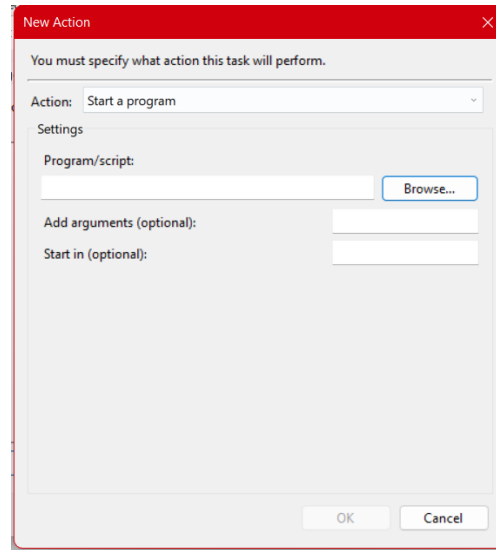 New Action
You must specify what action this task will perform.
Action: Start a program
Settings
Program/script:
Browse...
Add arguments (optional):
Start in (optional):
OK Cancel